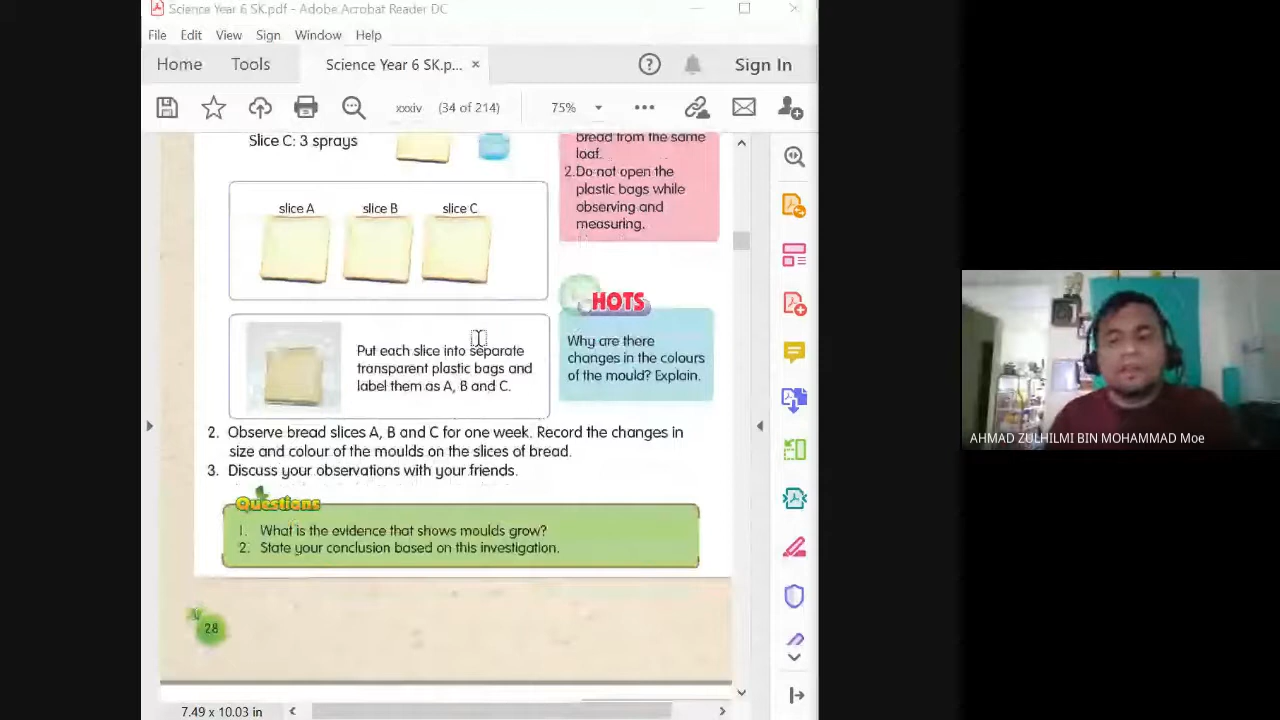 Science Year 6 SK.pdf - Adobe Acrobat Reader DC
File Edit View Sign Window Help
Home Tools Science Year 6 SK.p... × Sign In
xxxiv (34 of 214) 75%
Slice C: 3 sprays
slice A slice B slice C
Put each slice into separate
transparent plastic bags and
label them as A, B and C.
bread from the same
loaf.
2. Do not open the
plastic bags while
observing and
measuring.
HOTS
Why are there
changes in the colours
of the mould? Explain.
2. Observe bread slices A, B and C for one week. Record the changes in
size and colour of the moulds on the slices of bread.
3. Discuss your observations with your friends.
Questions
1. What is the evidence that shows moulds grow?
2. State your conclusion based on this investigation.
28
7.49 x 10.03 in
AHMAD ZULHILMI BIN MOHAMMAD Moe